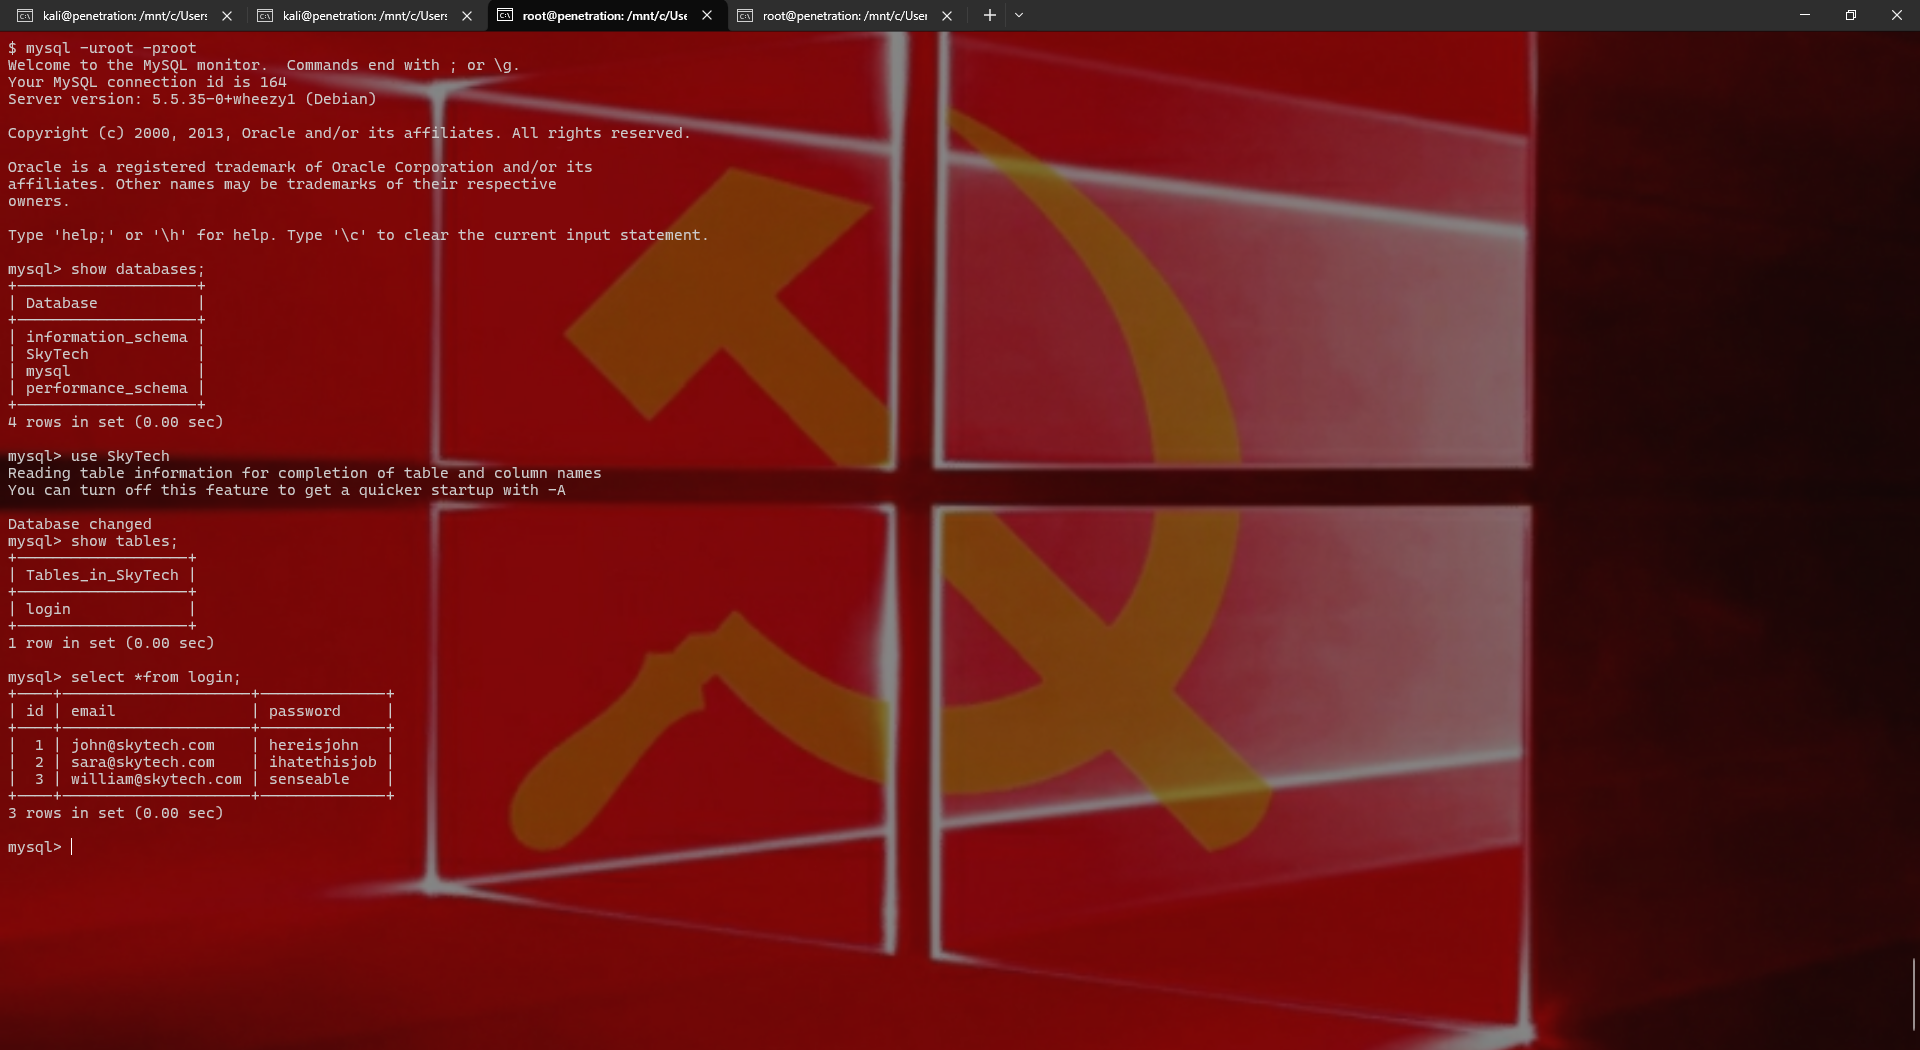 kali@penetration: /mnt/c/Users
kali@penetration: /mnt/c/Users
root@penetration: /mnt/c/Use
root@penetration: /mnt/c/User
$ mysql -uroot -proot
Welcome to the MySQL monitor.  Commands end with ; or \g.
Your MySQL connection id is 164
Server version: 5.5.35-0+wheezy1 (Debian)
Copyright (c) 2000, 2013, Oracle and/or its affiliates. All rights reserved.
Oracle is a registered trademark of Oracle Corporation and/or its
affiliates. Other names may be trademarks of their respective
owners.
Type 'help;' or '\h' for help. Type '\c' to clear the current input statement.
mysql> show databases;
+--------------------+
| Database           |
+--------------------+
| information_schema |
| SkyTech            |
| mysql              |
| performance_schema |
+--------------------+
4 rows in set (0.00 sec)
mysql> use SkyTech
Reading table information for completion of table and column names
You can turn off this feature to get a quicker startup with -A
Database changed
mysql> show tables;
+-------------------+
| Tables_in_SkyTech |
+-------------------+
| login             |
+-------------------+
1 row in set (0.00 sec)
mysql> select *from login;
+----+---------------------+--------------+
| id | email               | password     |
+----+---------------------+--------------+
|  1 | john@skytech.com    | hereisjohn   |
|  2 | sara@skytech.com    | ihatethisjob |
|  3 | william@skytech.com | senseable    |
+----+---------------------+--------------+
3 rows in set (0.00 sec)
mysql>